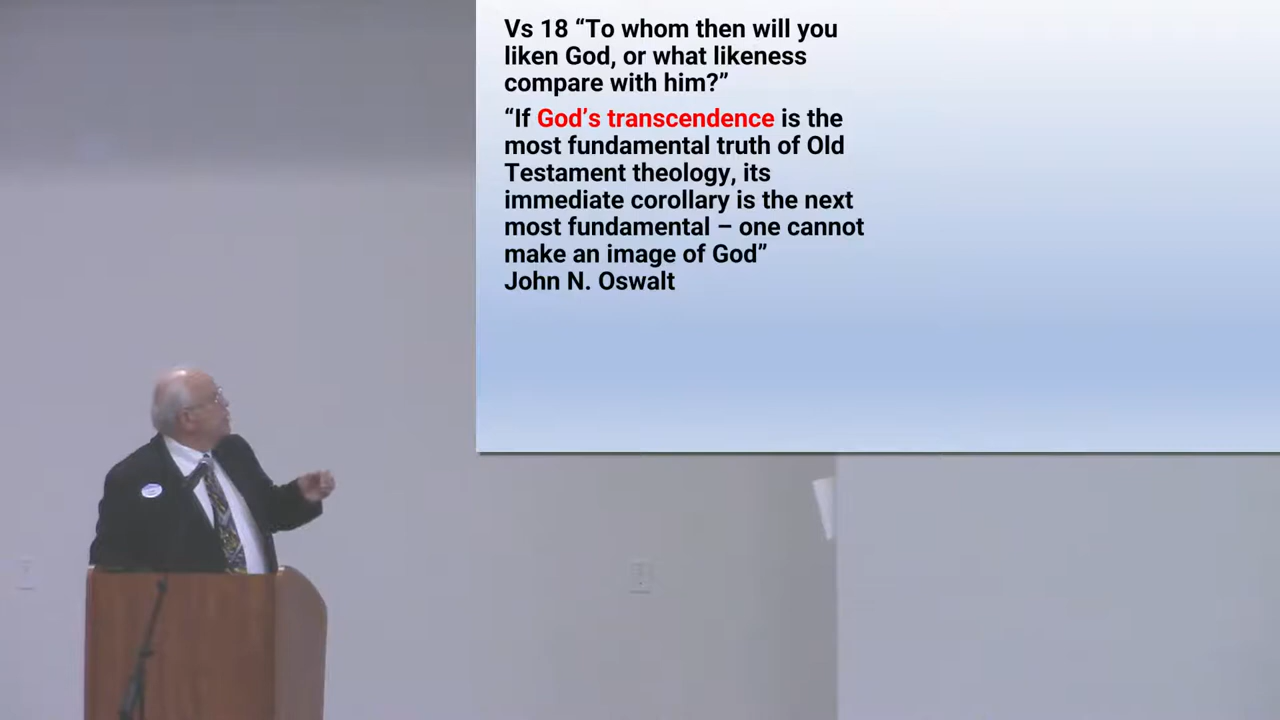 Vs 18 “To whom then will you
liken God, or what likeness
compare with him?”
“If God’s transcendence is the
most fundamental truth of Old
Testament theology, its
immediate corollary is the next
most fundamental – one cannot
make an image of God”
John N. Oswalt